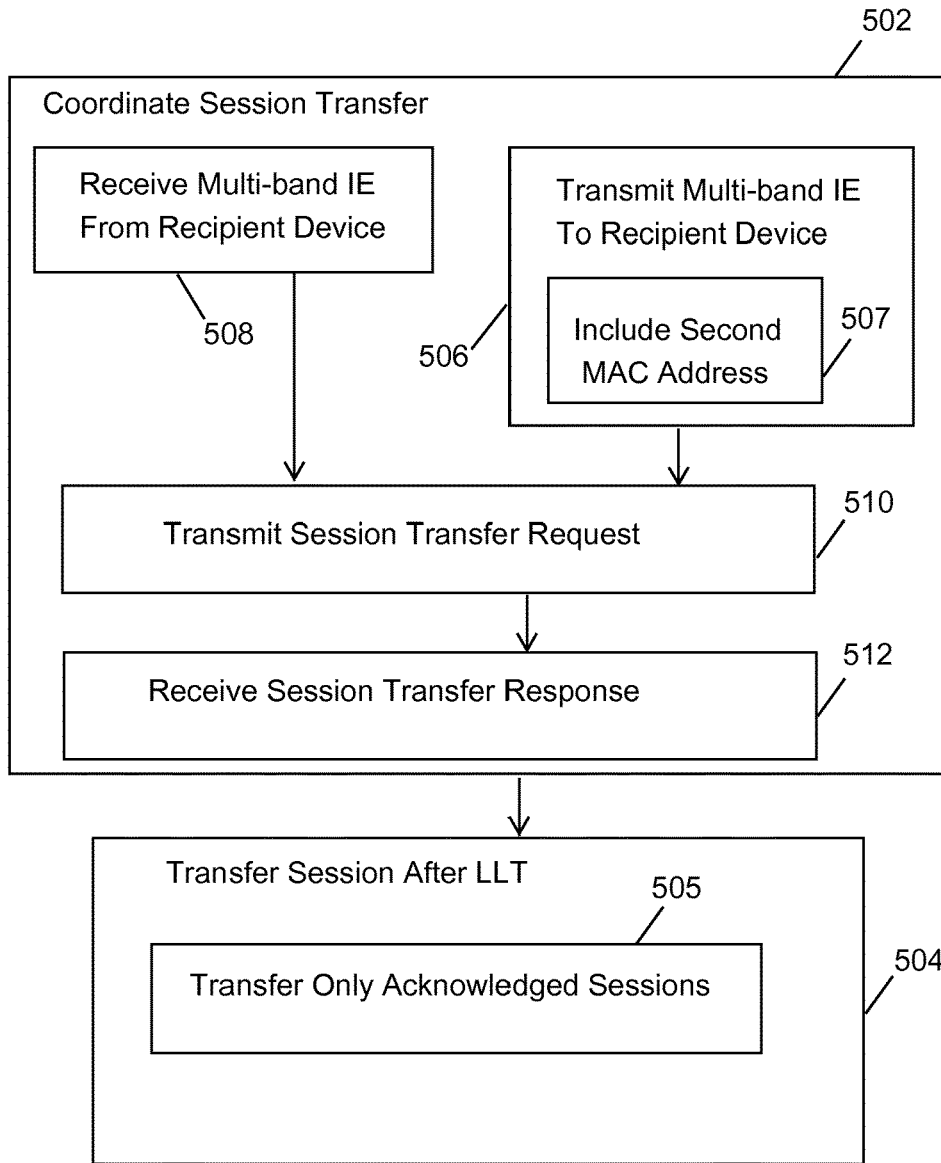 502
Coordinate Session Transfer
Receive Multi-band IE
From Recipient Device
508
Transmit Multi-band IE
To Recipient Device
506
Include Second
MAC Address
507
Transmit Session Transfer Request
510
Receive Session Transfer Response
512
Transfer Session After LLT
505
Transfer Only Acknowledged Sessions
504